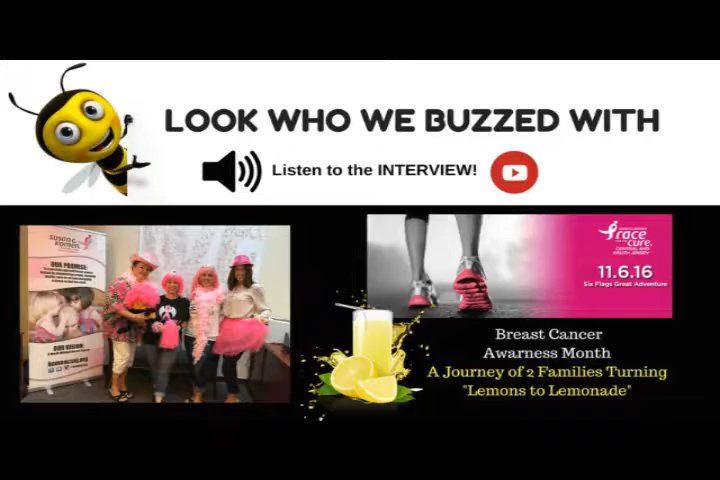 LOOK WHO WE BUZZED WITH
Listen to the INTERVIEW!
susan G.
komen
OUR PROMISE:
race
for the
cure
CENTRAL AND
SOUTH JERSEY
11.6.16
Six Flags Great Adventure
Breast Cancer
Awarness Month
A Journey of 2 Families Turning
"Lemons to Lemonade"